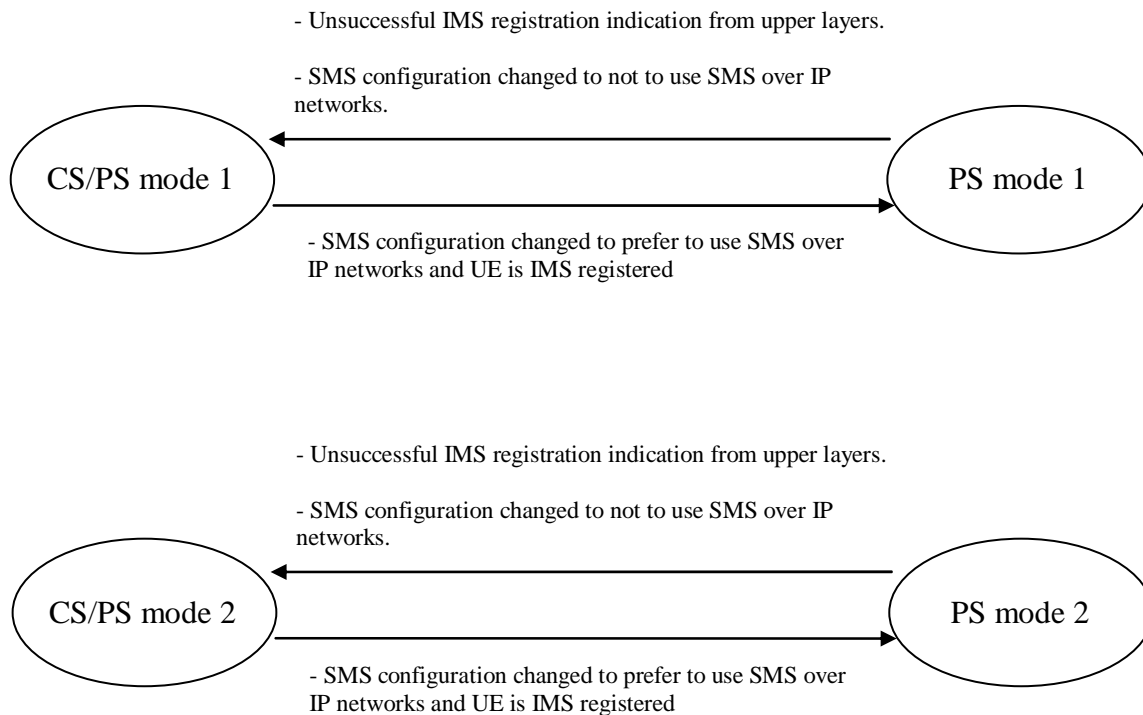 - Unsuccessful IMS registration indication from upper layers.
- SMS configuration changed to not to use SMS over IP
networks.
CS/PS mode 1
PS mode 1
- SMS configuration changed to prefer to use SMS over
IP networks and UE is IMS registered
- Unsuccessful IMS registration indication from upper layers.
- SMS configuration changed to not to use SMS over IP
networks.
CS/PS mode 2
PS mode 2
- SMS configuration changed to prefer to use SMS over
IP networks and UE is IMS registered